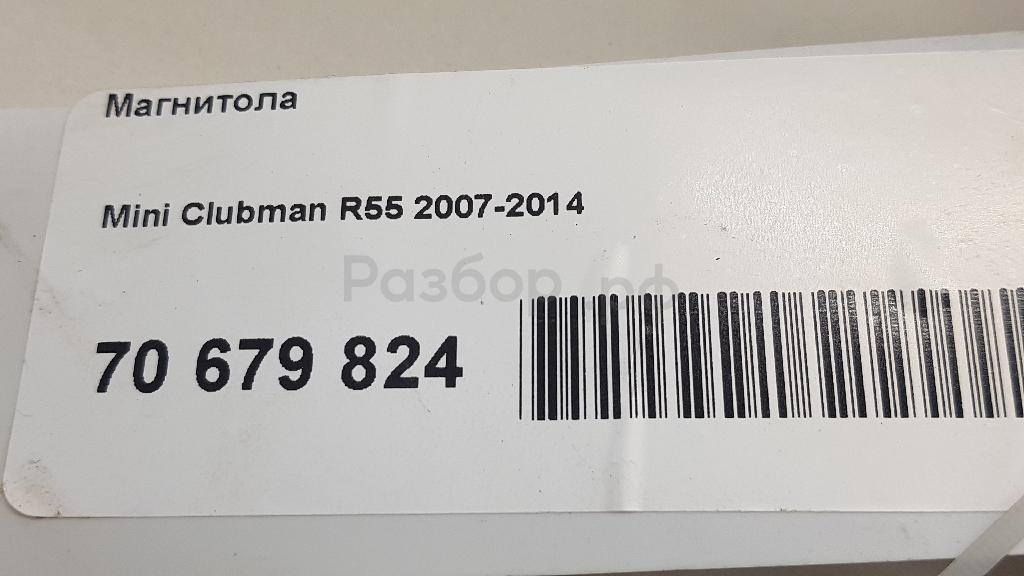 Магнитола
Mini Clubman R55 2007-2014
Разбор.рф
70 679 824